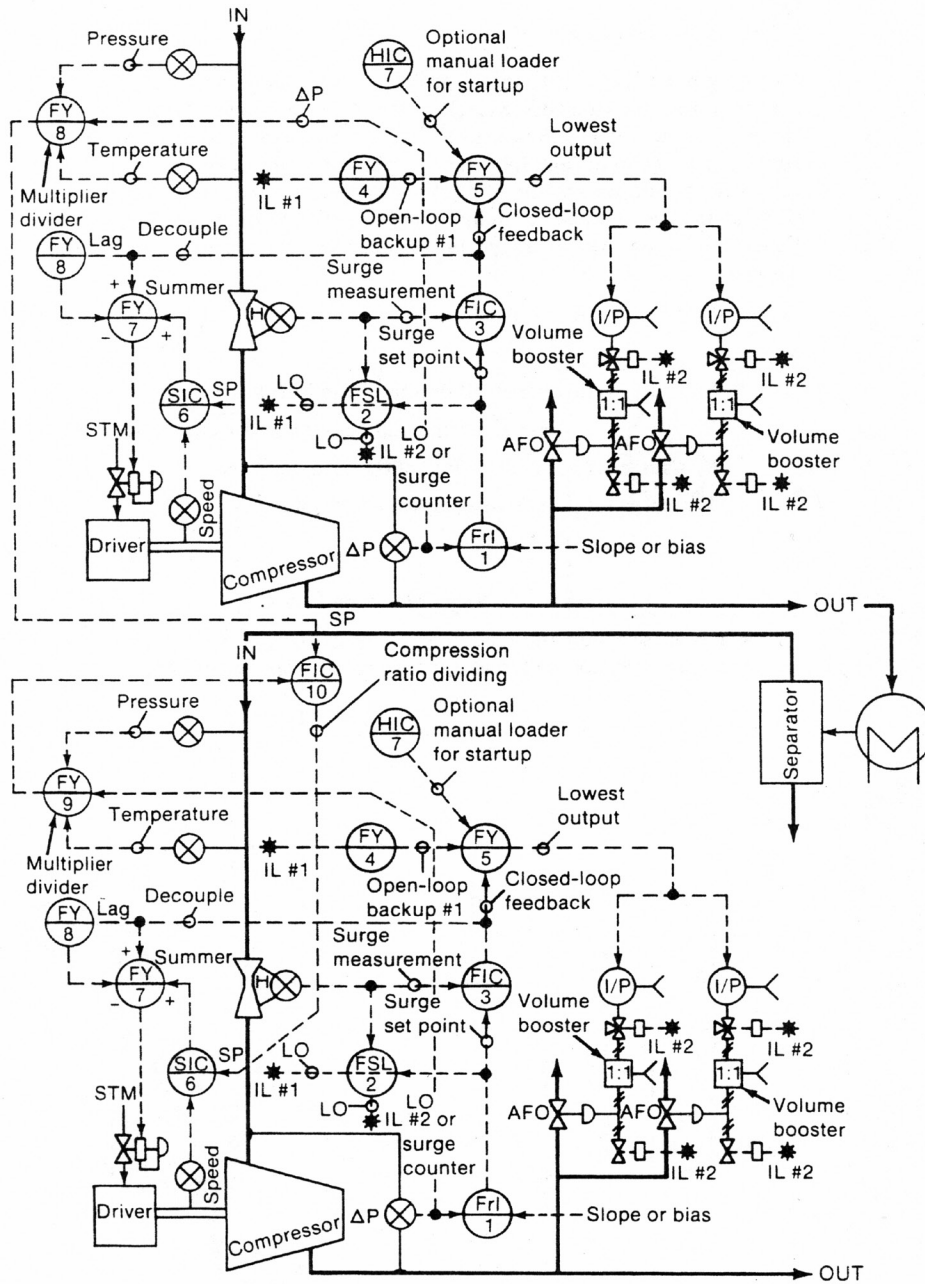 IN
Pressure
HIC
7
Optional
manual loader
for startup
FY
8
ΔP
Lowest
output
Temperature
IL #1
FY
4
FY
5
Multiplier
divider
Open-loop
backup #1
Closed-loop
feedback
FY
8
Lag
Decouple
+
Summer
FY
7
-
+
H
Surge
measurement
FIC
3
Surge
set point
I/P
I/P
Volume
booster
IL #2
IL #2
1:1
1:1
SIC
6
SP
LO
IL #1
FSL
2
LO
LO
IL #2 or
surge
counter
STM
AFO
AFO
Volume
booster
IL #2
IL #2
Speed
Driver
Compressor
ΔP
FrI
1
Slope or bias
OUT
SP
IN
FIC
10
Compression
ratio dividing
Pressure
HIC
7
Optional
manual loader
for startup
Separator
FY
9
Lowest
output
Temperature
IL #1
FY
4
FY
5
Multiplier
divider
Open-loop
backup #1
Closed-loop
feedback
FY
8
Lag
Decouple
+
Summer
FY
7
-
+
H
Surge
measurement
FIC
3
Surge
set point
I/P
I/P
Volume
booster
IL #2
IL #2
1:1
1:1
SIC
6
SP
LO
IL #1
FSL
2
LO
LO
IL #2 or
surge
counter
STM
AFO
AFO
Volume
booster
IL #2
IL #2
Speed
Driver
Compressor
ΔP
FrI
1
Slope or bias
OUT